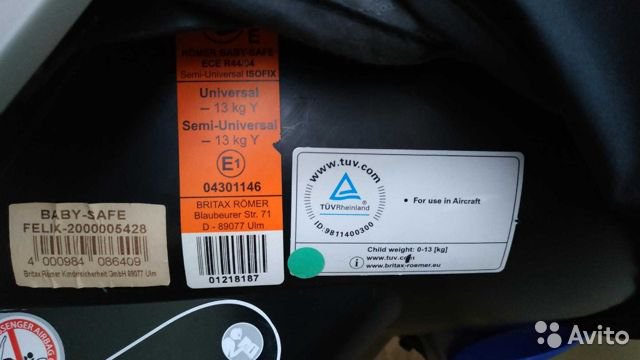 E
RÖMER BABY-SAFE
ECE R44/04
Semi-Universal ISOFIX
Universal
– 13 kg Y
Semi-Universal
– 13 kg Y
E1
04301146
BRITAX RÖMER
Blaubeurer Str. 71
D - 89077 Ulm
01218187
BABY-SAFE
FELIK-2000005428
4 000984 086409
Britax Römer Kindersicherheit GmbH 89077 Ulm
www.tuv.com
TÜVRheinland®
ID:9811400300
• For use in Aircraft
Child weight: 0-13 [kg]
www.tuv.com
i
www.britax-roemer.eu
SSENGER AIRBAG
Avito